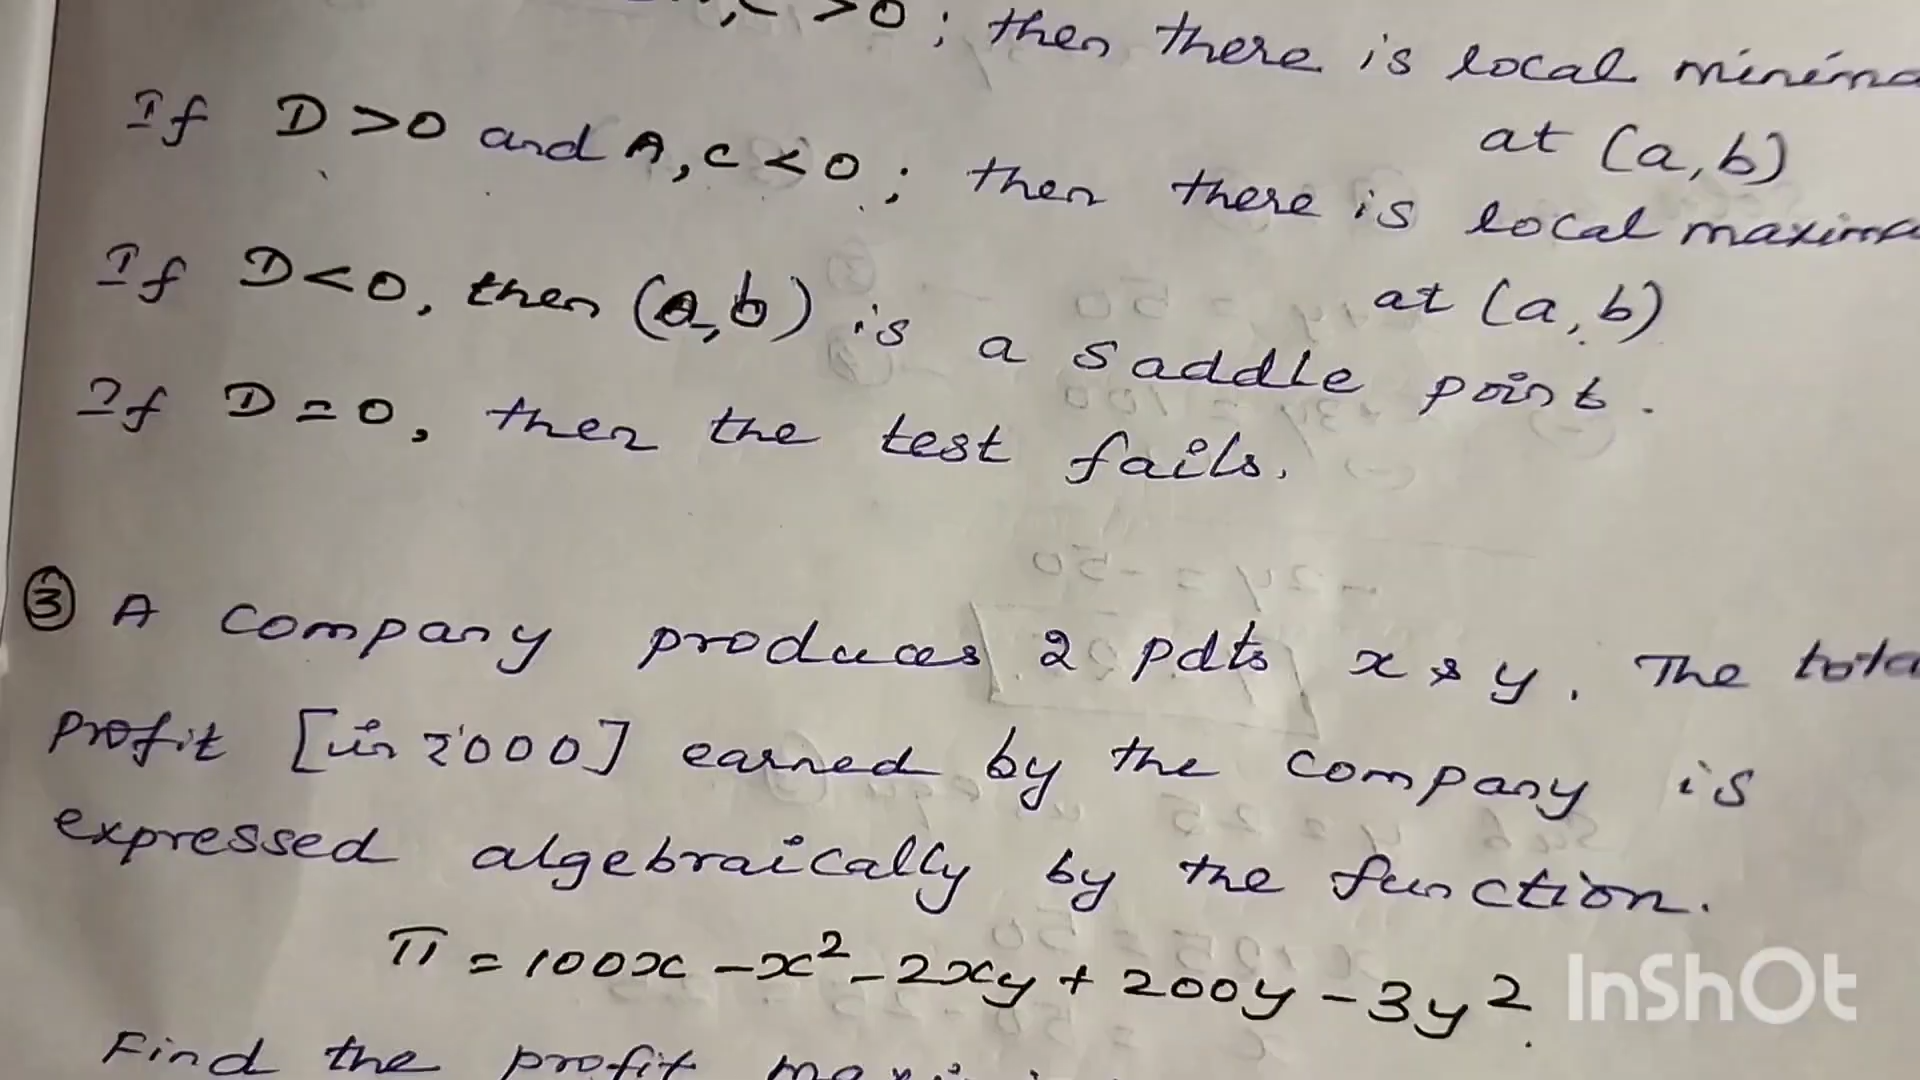 >0; then there is local minima
at (a,b)
If D>0 and A,C<0; then there is local maxima
at (a,b)
If D<0, then (a,b) is a saddle point.
If D=0, then the test fails.
③ A company produces 2 pdts x & y. The total
profit [in ₹'000] earned by the company is
expressed algebraically by the function.
π = 100x - x² - 2xy + 200y - 3y².
Find the profit
InShOt